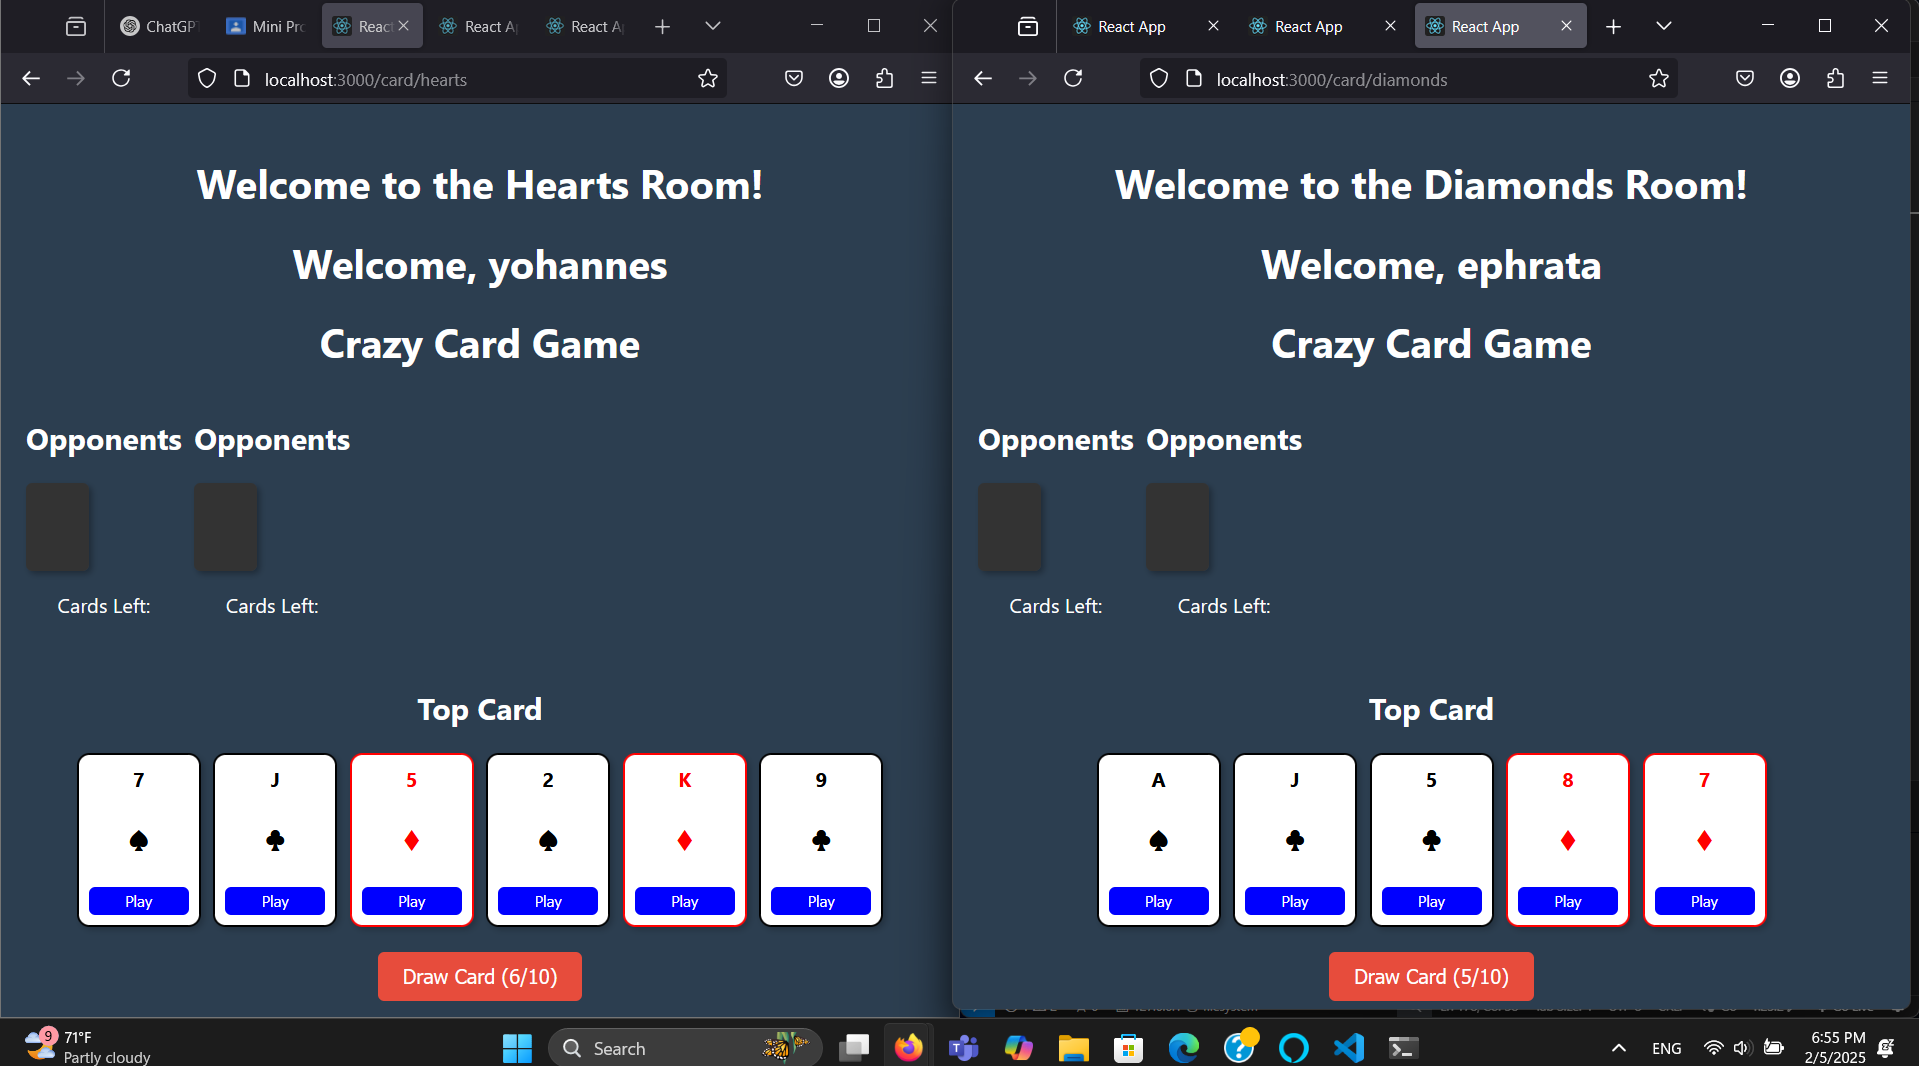 ChatGP
Mini Pro
React
React A
React A
localhost:3000/card/hearts
Welcome to the Hearts Room!
Welcome, yohannes
Crazy Card Game
Opponents Opponents
Cards Left: Cards Left:
Top Card
7 J 5 2 K 9
♠ ♣ ♦ ♠ ♦ ♣
Play Play Play Play Play Play
Draw Card (6/10)
React App
React App
React App
localhost:3000/card/diamonds
Welcome to the Diamonds Room!
Welcome, ephrata
Crazy Card Game
Opponents Opponents
Cards Left: Cards Left:
Top Card
A J 5 8 7
♠ ♣ ♣ ♦ ♦
Play Play Play Play Play
Draw Card (5/10)
9
71°F
Partly cloudy
Search
ENG
6:55 PM
2/5/2025